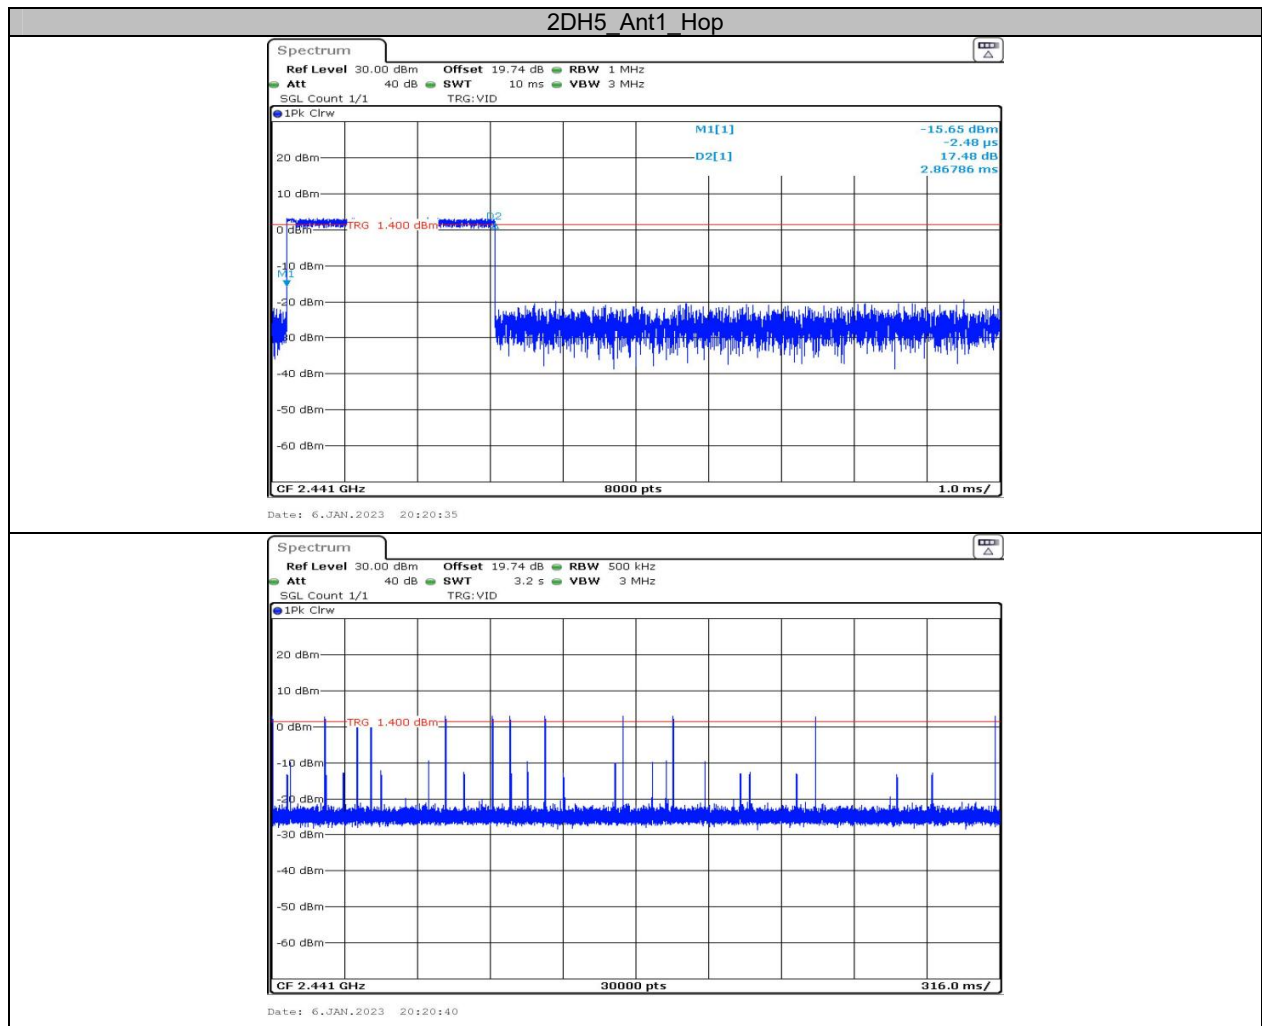 2DH5_Ant1_Hop
Spectrum
Ref Level 30.00 dBm Offset 19.74 dB RBW 1 MHz
Att 40 dB SWT 10 ms VBW 3 MHz
SGL Count 1/1 TRG:VID
1Pk Clrw
M1[1] -15.65 dBm
-2.48 µs
D2[1] 17.48 dB
2.86786 ms
20 dBm
10 dBm
D2
TRG 1.400 dBm
0 dBm
-10 dBm
M1
-20 dBm
-30 dBm
-40 dBm
-50 dBm
-60 dBm
CF 2.441 GHz 8000 pts 1.0 ms/
Date: 6.JAN.2023 20:20:35
Spectrum
Ref Level 30.00 dBm Offset 19.74 dB RBW 500 kHz
Att 40 dB SWT 3.2 s VBW 3 MHz
SGL Count 1/1 TRG:VID
1Pk Clrw
20 dBm
10 dBm
TRG 1.400 dBm
0 dBm
-10 dBm
-20 dBm
-30 dBm
-40 dBm
-50 dBm
-60 dBm
CF 2.441 GHz 30000 pts 316.0 ms/
Date: 6.JAN.2023 20:20:40